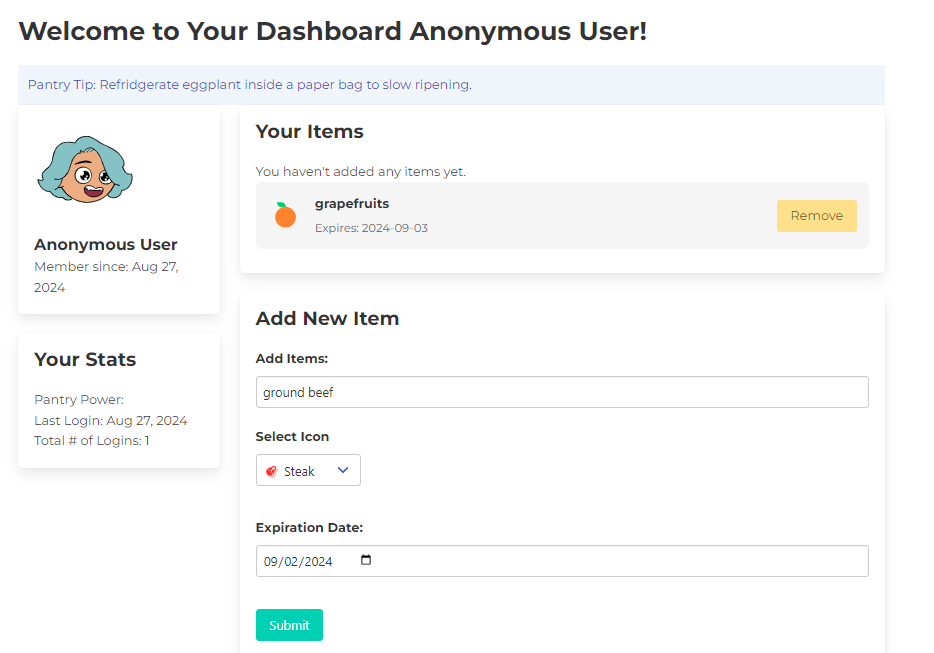 Welcome to Your Dashboard Anonymous User!
Pantry Tip: Refridgerate eggplant inside a paper bag to slow ripening.
Anonymous User
Member since: Aug 27,
2024
Your Stats
Pantry Power:
Last Login: Aug 27, 2024
Total # of Logins: 1
Your Items
You haven't added any items yet.
grapefruits
Expires: 2024-09-03
Remove
Add New Item
Add Items:
ground beef
Select Icon
Steak
Expiration Date:
09/02/2024
Submit